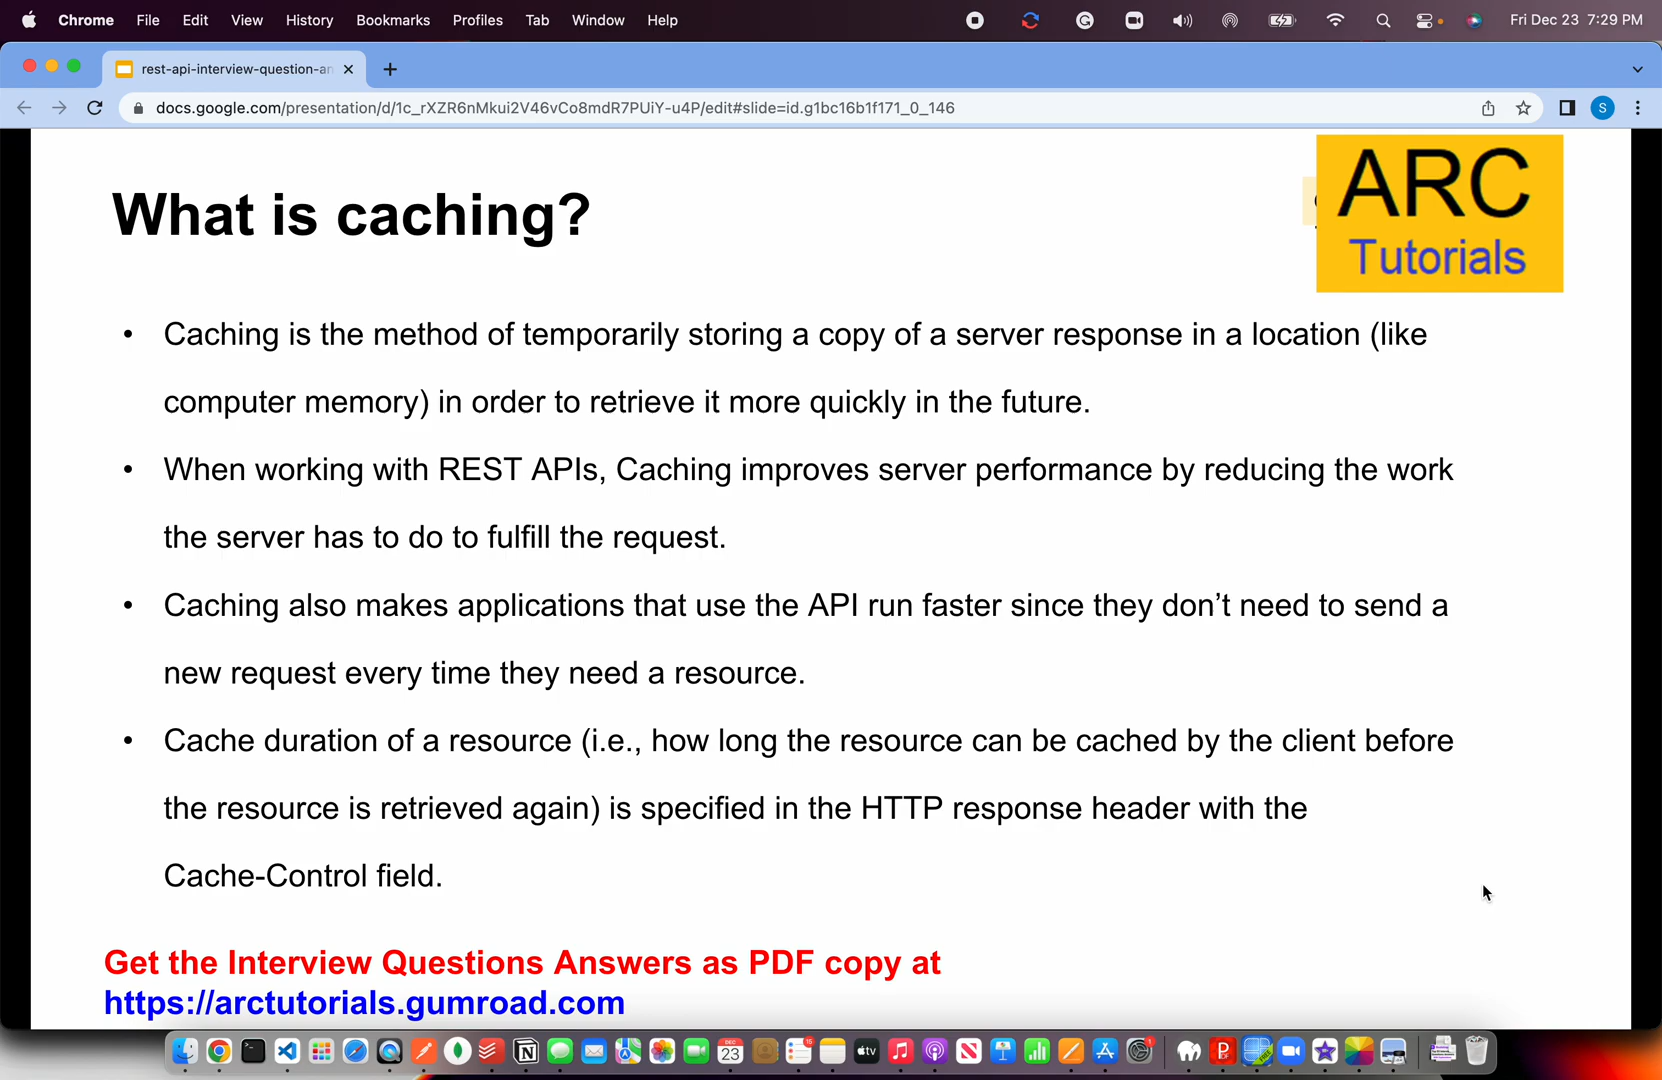 Chrome File Edit View History Bookmarks Profiles Tab Window Help Fri Dec 23 7:29 PM
rest-api-interview-question-an
docs.google.com/presentation/d/1c_rXZR6nMkui2V46vCo8mdR7PUiY-u4P/edit#slide=id.g1bc16b1f171_0_146
S
What is caching?
ARC
Tutorials
• Caching is the method of temporarily storing a copy of a server response in a location (like
computer memory) in order to retrieve it more quickly in the future.
• When working with REST APIs, Caching improves server performance by reducing the work
the server has to do to fulfill the request.
• Caching also makes applications that use the API run faster since they don’t need to send a
new request every time they need a resource.
• Cache duration of a resource (i.e., how long the resource can be cached by the client before
the resource is retrieved again) is specified in the HTTP response header with the
Cache-Control field.
Get the Interview Questions Answers as PDF copy at
https://arctutorials.gumroad.com
DEC
23
tv